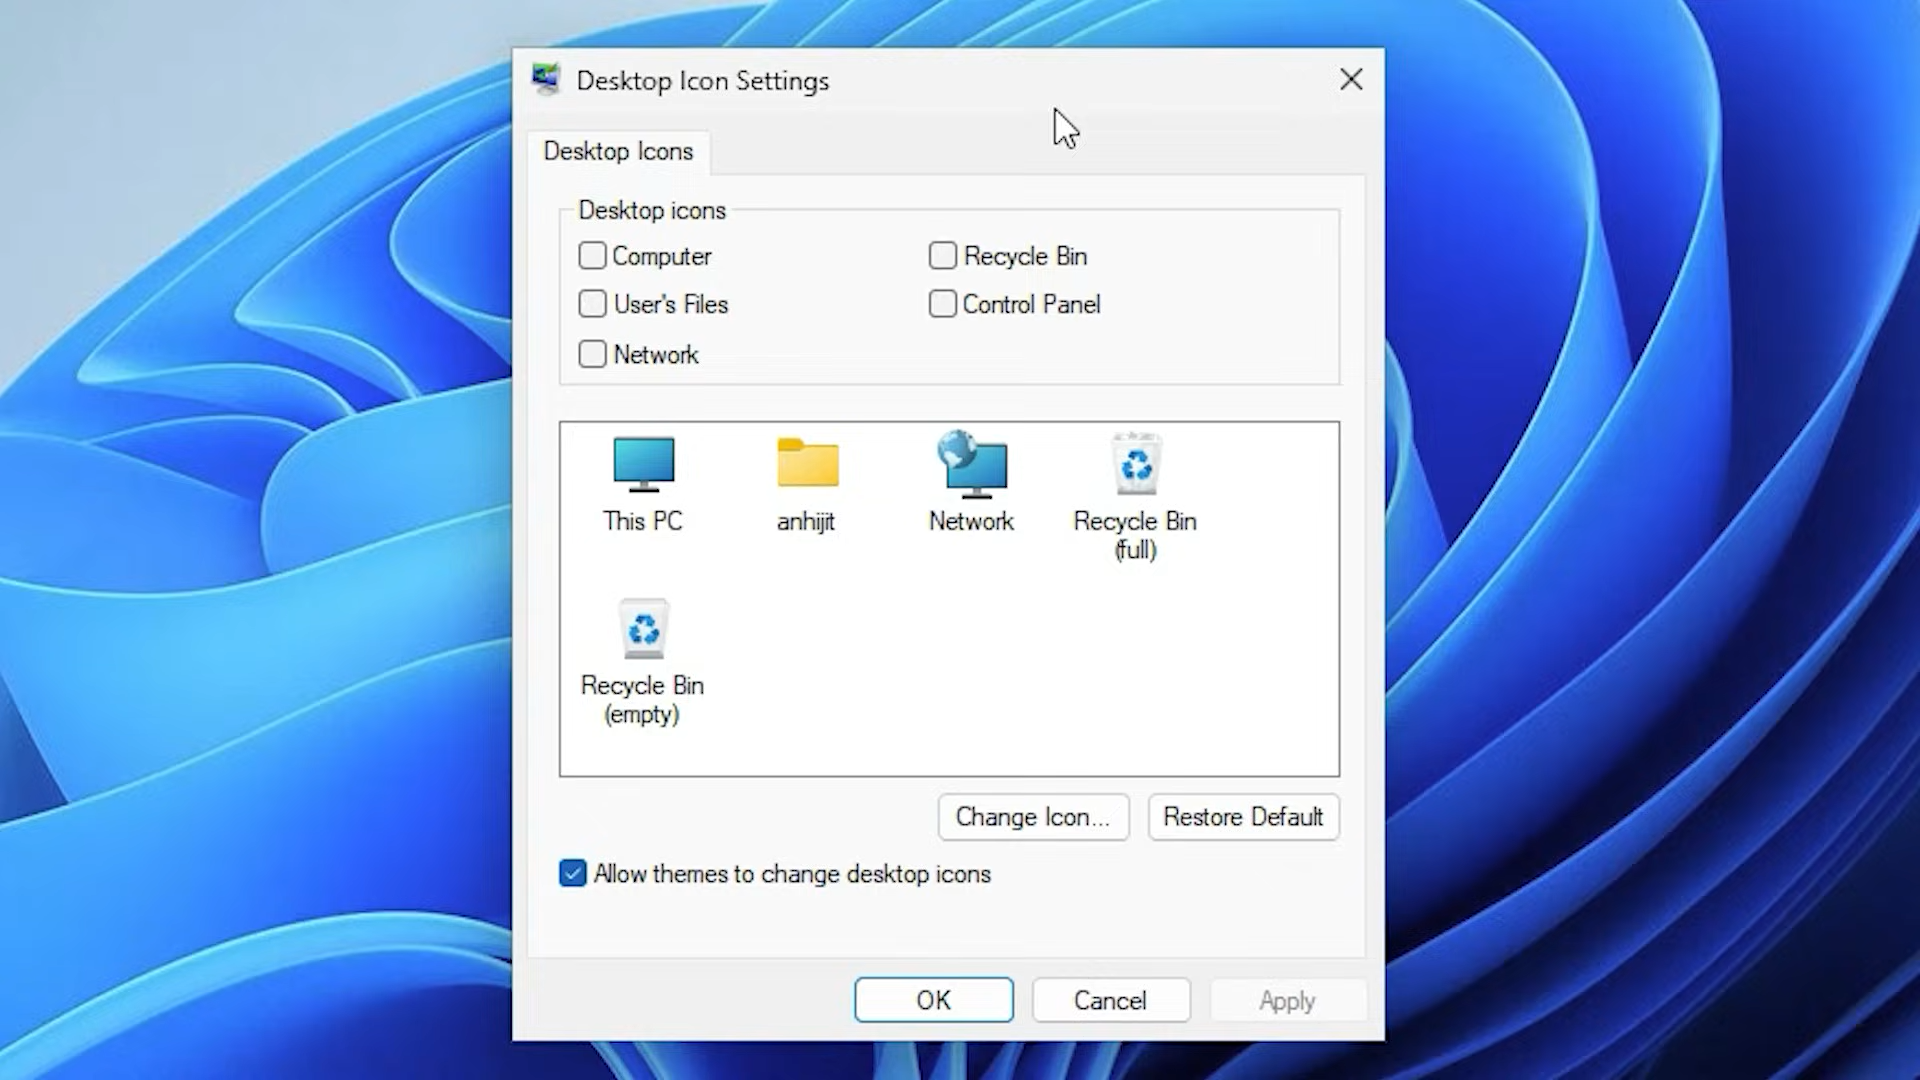 Desktop Icon Settings
Desktop Icons
Desktop icons
Computer
Recycle Bin
User's Files
Control Panel
Network
This PC
anhijit
Network
Recycle Bin
(full)
Recycle Bin
(empty)
Change Icon...
Restore Default
Allow themes to change desktop icons
OK
Cancel
Apply